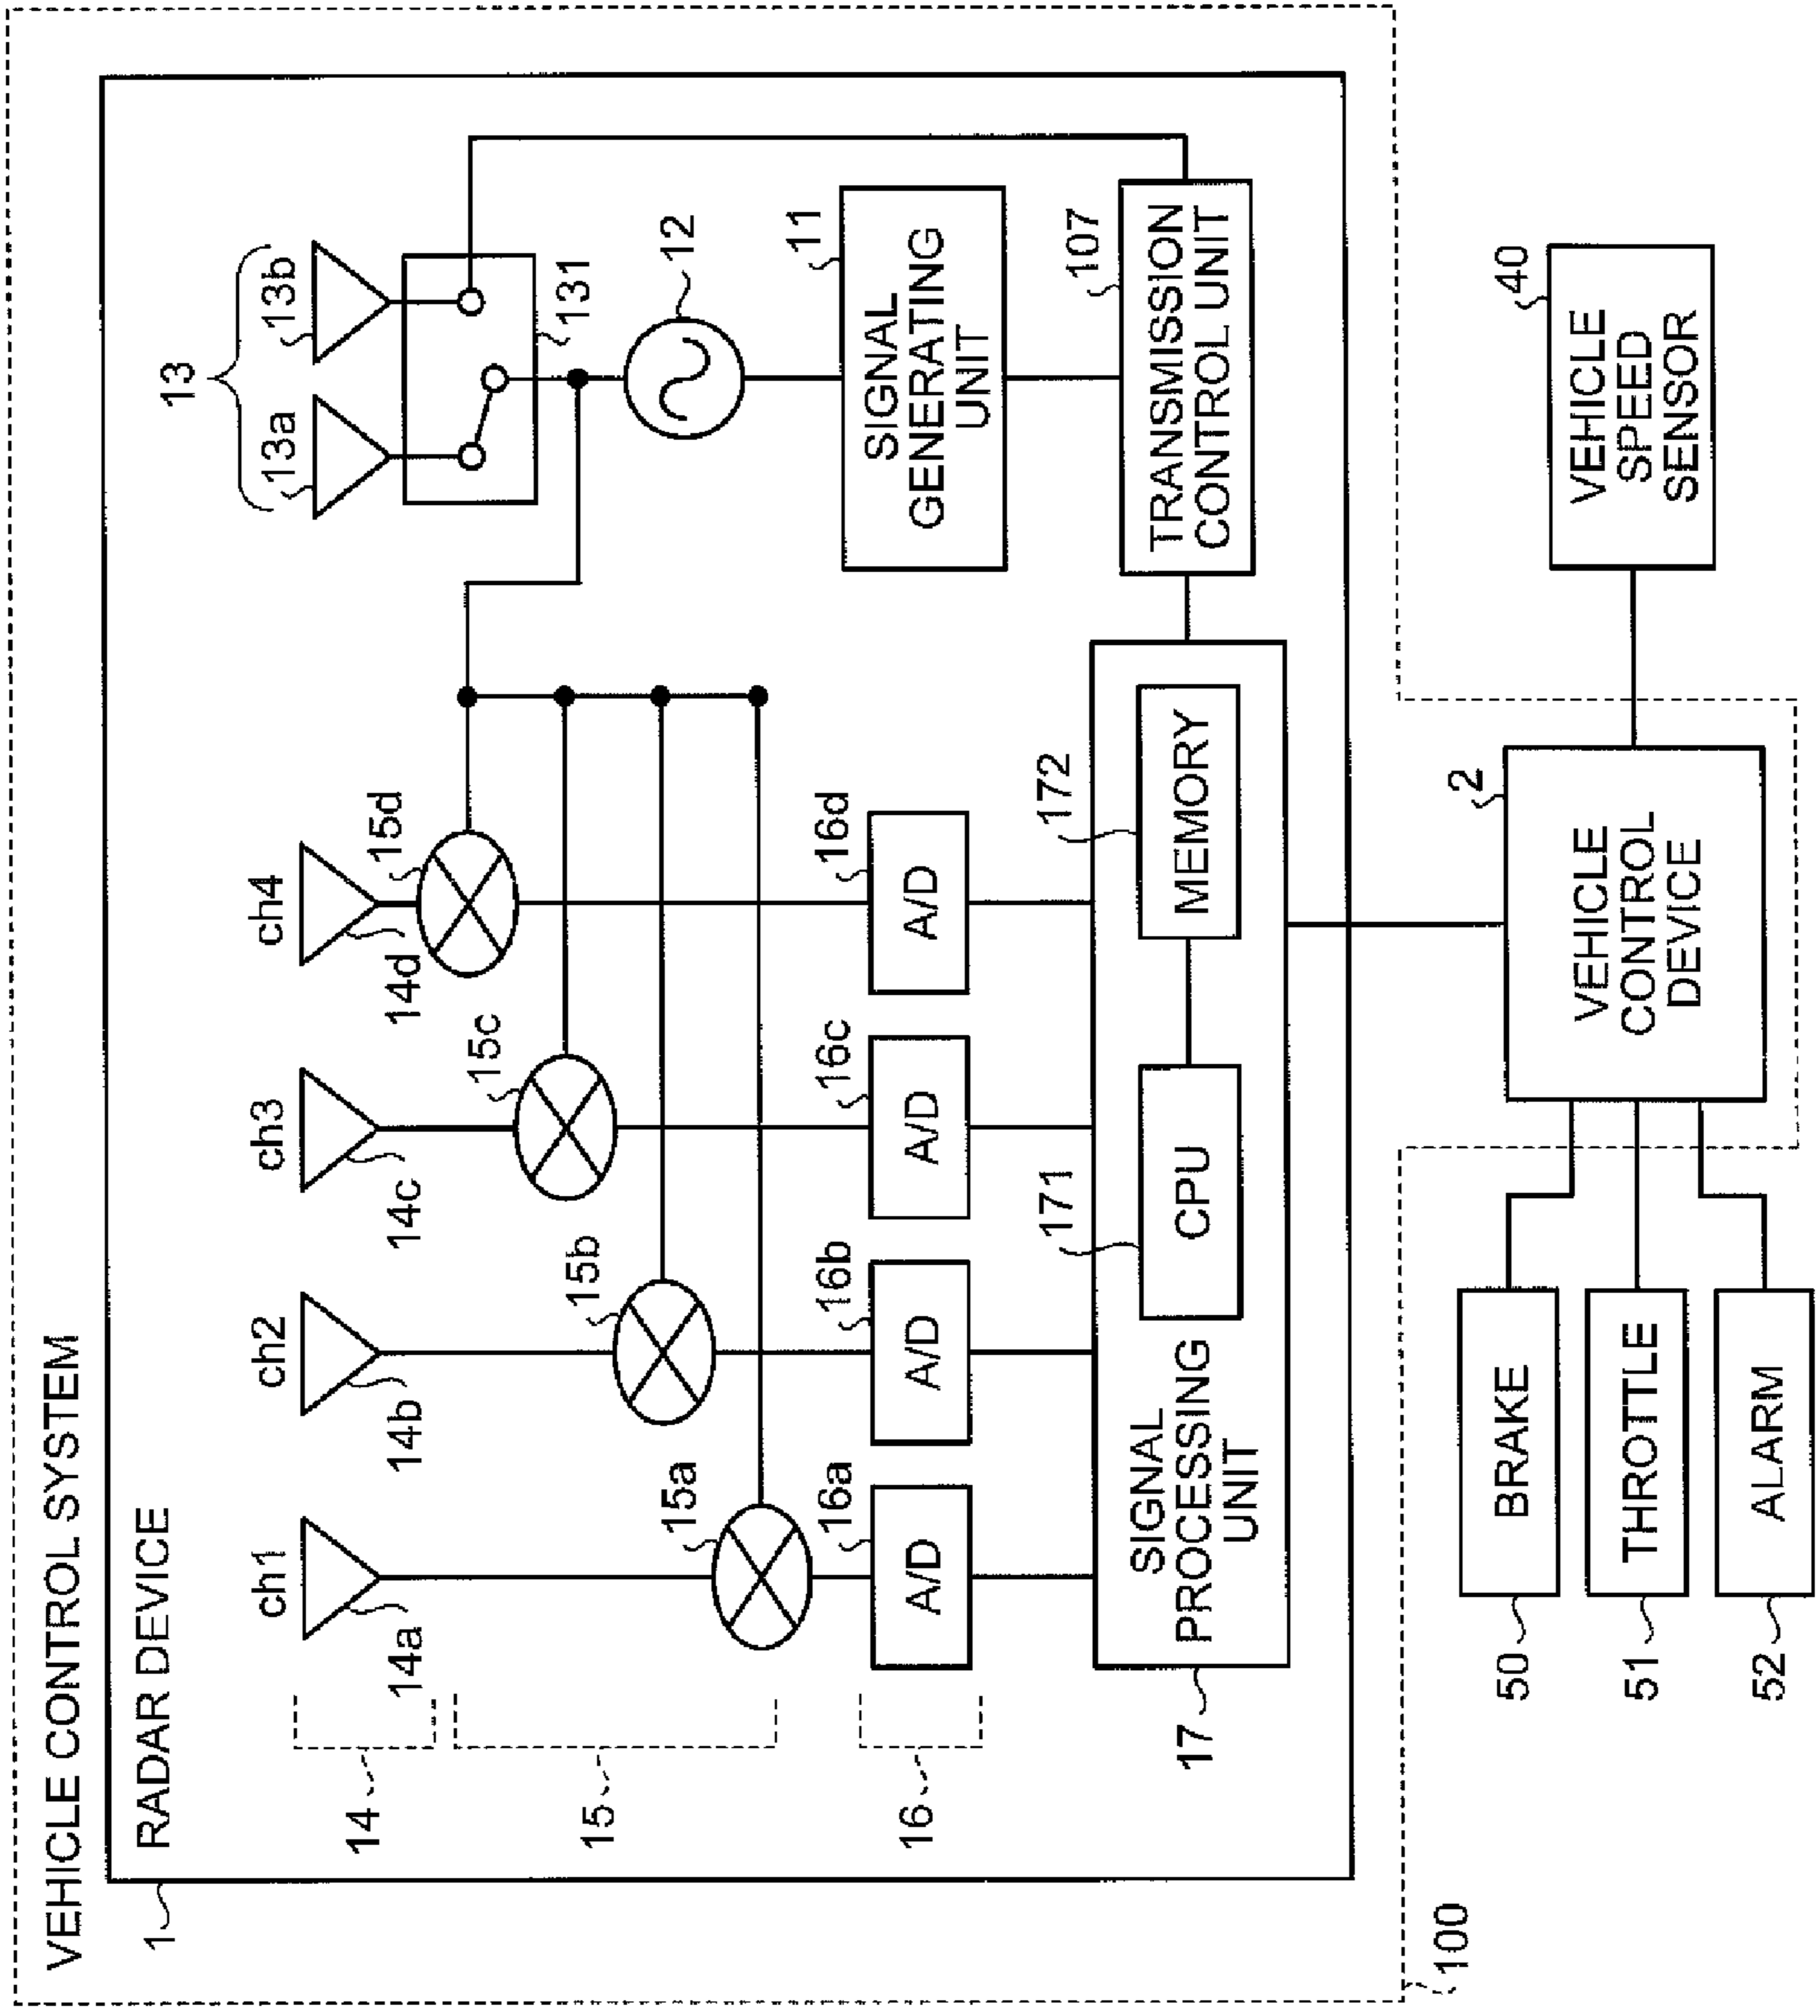 VEHICLE CONTROL SYSTEM
1
RADAR DEVICE
13
13a
13b
131
12
11
SIGNAL
GENERATING
UNIT
107
TRANSMISSION
CONTROL UNIT
14
ch1
14a
ch2
14b
ch3
14c
ch4
14d
15
15a
15b
15c
15d
16
16a
A/D
16b
A/D
16c
A/D
16d
A/D
17
SIGNAL
PROCESSING
UNIT
171
CPU
172
MEMORY
100
2
VEHICLE
CONTROL
DEVICE
40
VEHICLE
SPEED
SENSOR
50
BRAKE
51
THROTTLE
52
ALARM